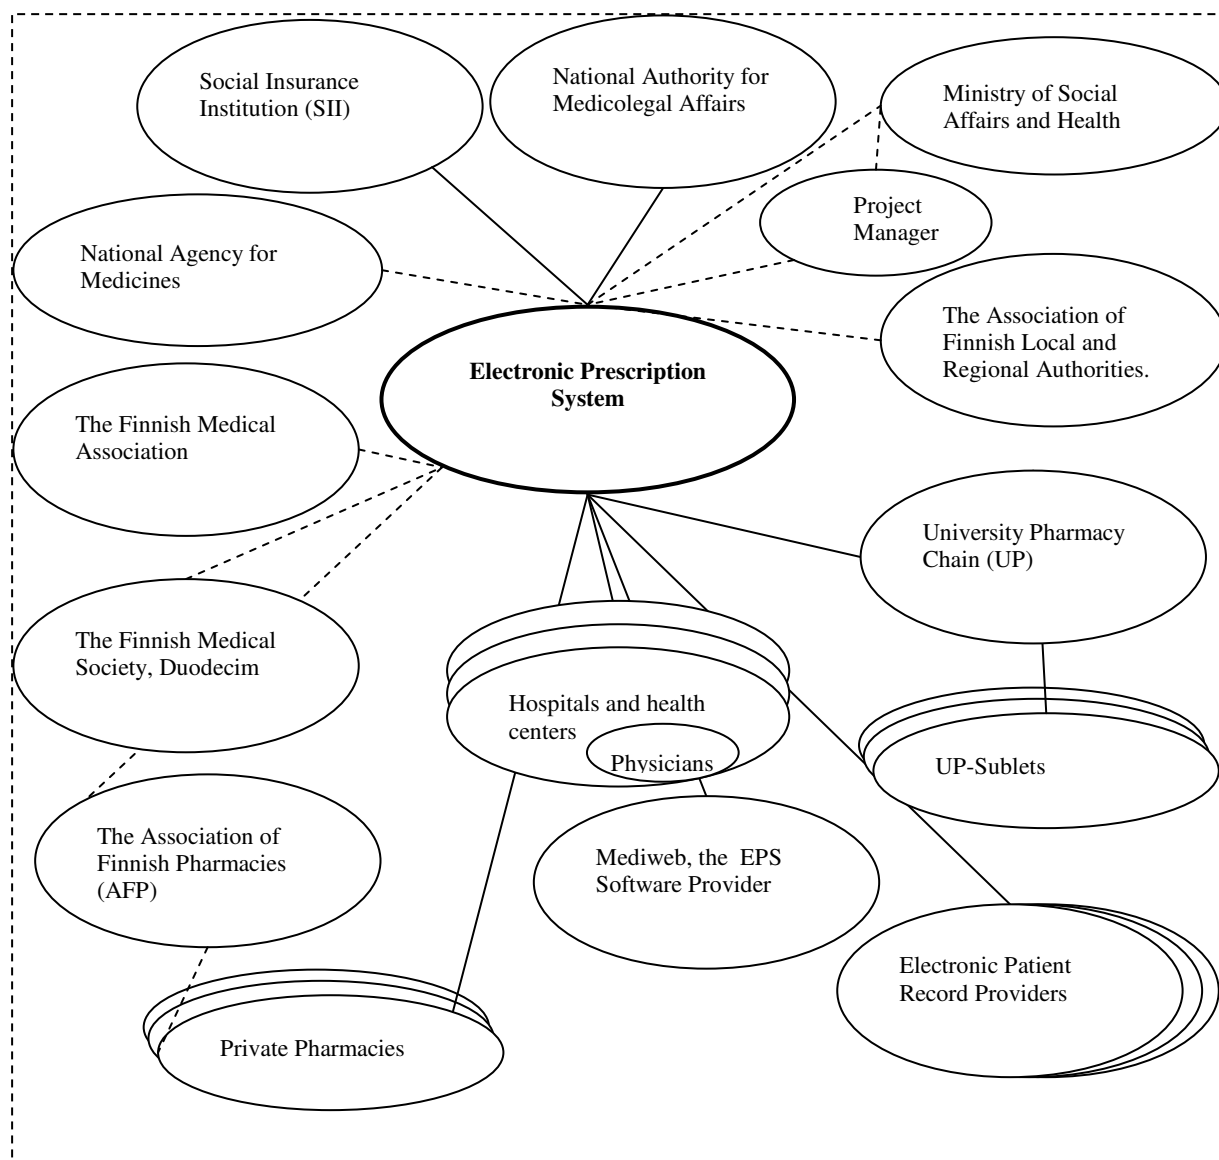 Social Insurance
Institution (SII)
National Authority for
Medicolegal Affairs
Ministry of Social
Affairs and Health
Project
Manager
National Agency for
Medicines
The Association of
Finnish Local and
Regional Authorities.
Electronic Prescription
System
The Finnish Medical
Association
University Pharmacy
Chain (UP)
The Finnish Medical
Society, Duodecim
Hospitals and health
centers
Physicians
UP-Sublets
The Association of
Finnish Pharmacies
(AFP)
Mediweb, the EPS
Software Provider
Electronic Patient
Record Providers
Private Pharmacies